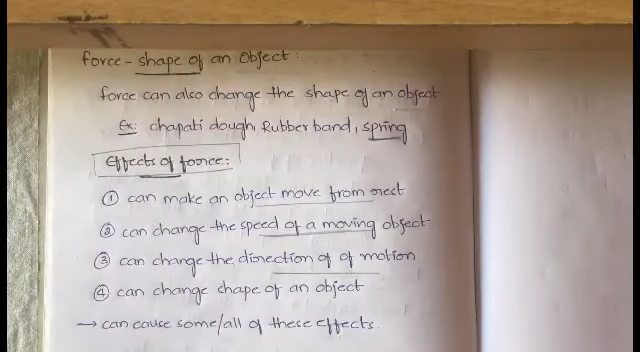 force - shape of an Object :
force can also change the shape of an object
Ex: chapati dough, Rubber band, spring
Effects of foorce:
① can make an object move from rest
② can change the speed of a moving object
③ can change the direction of of motion
④ can change shape of an object
→ can cause some/all of these effects.